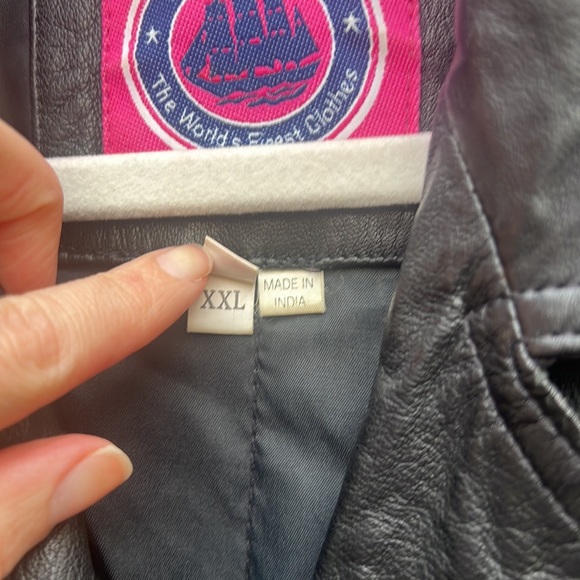 The World's Finest Clothes
XXL
MADE IN
INDIA